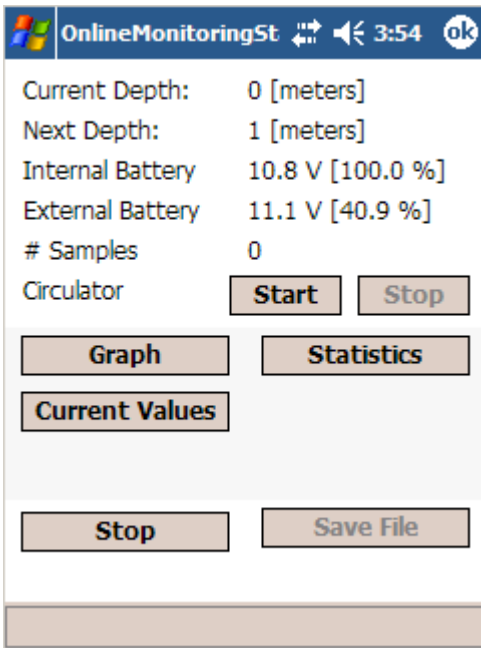 OnlineMonitoringSt 3:54 ok
Current Depth: 0 [meters]
Next Depth: 1 [meters]
Internal Battery 10.8 V [100.0 %]
External Battery 11.1 V [40.9 %]
# Samples 0
Circulator Start Stop
Graph Statistics
Current Values
Stop Save File